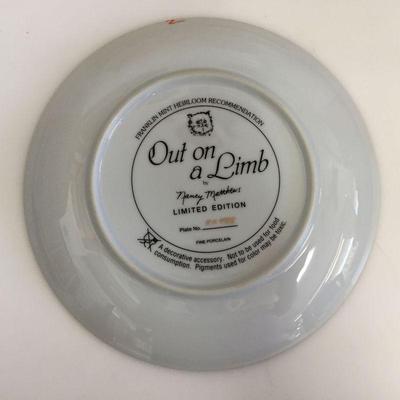 FRANKLIN MINT HEIRLOOM RECOMMENDATION
Out on
a Limb
by
Nancy Matthews
LIMITED EDITION
Plate No.
FINE PORCELAIN
A decorative accessory. Not to be used for food
consumption. Pigments used for color may be toxic.